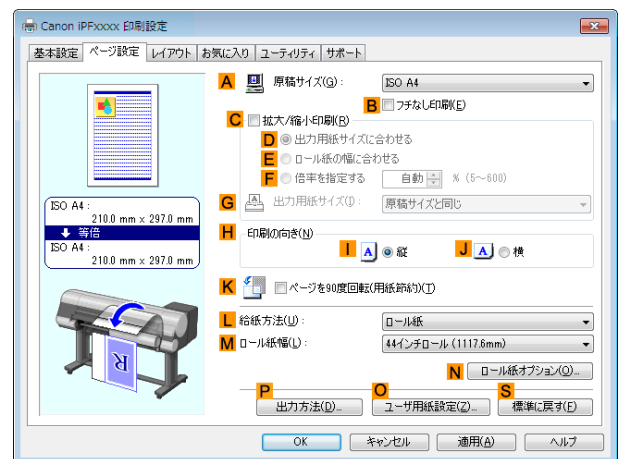 Canon iPFxxxx 印刷設定
基本設定 ページ設定 レイアウト お気に入り ユーティリティ サポート
A 原稿サイズ(G): ISO A4
B フチなし印刷(E)
C 拡大/縮小印刷(R)
D 出力用紙サイズに合わせる
E ロール紙の幅に合わせる
F 倍率を指定する 自動 % (5～600)
G 出力用紙サイズ(I): 原稿サイズと同じ
ISO A4:
210.0 mm x 297.0 mm
等倍
ISO A4:
210.0 mm x 297.0 mm
H 印刷の向き(N)
I A 縦 J A 横
K ページを90度回転(用紙節約)(T)
L 給紙方法(U): ロール紙
M ロール紙幅(L): 44インチロール (1117.6mm)
R
N ロール紙オプション(O)...
P O S
出力方法(D)... ユーザ用紙設定(Z)... 標準に戻す(F)
OK キャンセル 適用(A) ヘルプ